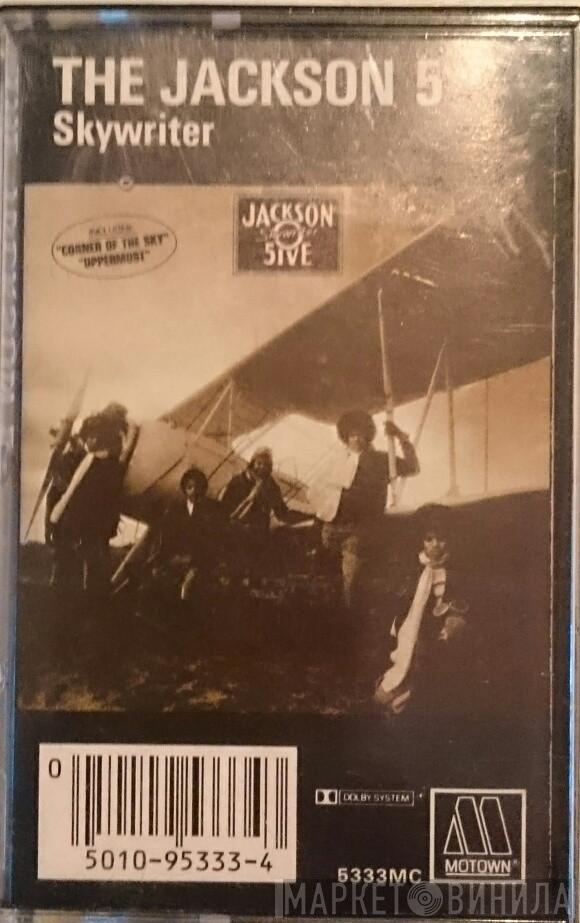 THE JACKSON 5
Skywriter
INCLUDES
"CORNER OF THE SKY"
"UPPERMOST"
JACKSON
5IVE
0
5010-95333-4
DOLBY SYSTEM
5333MC
MOTOWN®
МАРКЕТ ВИНИЛА